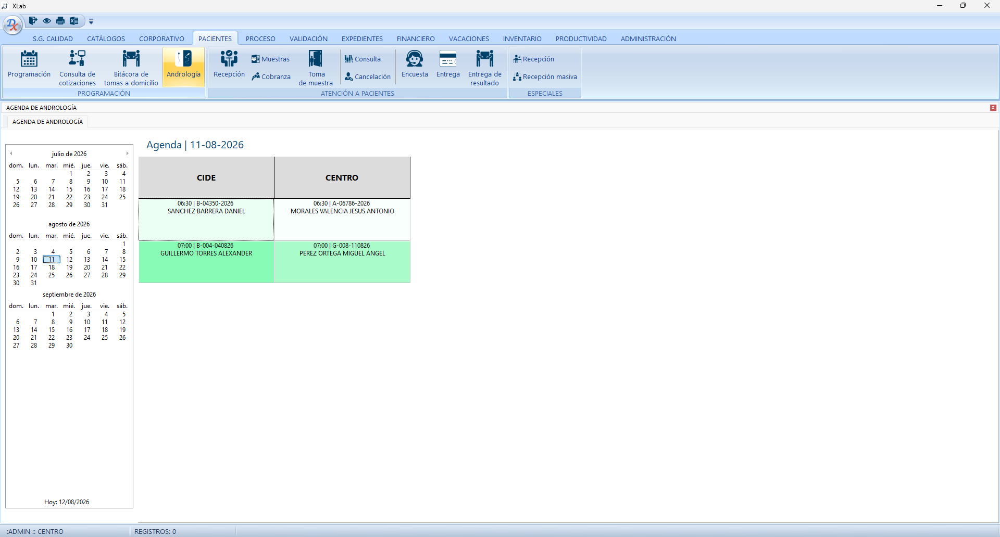 XLab
S.G. CALIDAD CATÁLOGOS CORPORATIVO PACIENTES PROCESO VALIDACIÓN EXPEDIENTES FINANCIERO VACACIONES INVENTARIO PRODUCTIVIDAD ADMINISTRACIÓN
Programación
Consulta de
cotizaciones
Bitácora de
tomas a domicilio
Andrología
PROGRAMACIÓN
Recepción
Muestras
Cobranza
Toma
de muestra
Consulta
Cancelación
Encuesta
Entrega
Entrega de
resultado
ATENCIÓN A PACIENTES
Recepción
Recepción masiva
ESPECIALES
AGENDA DE ANDROLOGÍA
AGENDA DE ANDROLOGÍA
julio de 2026
dom. lun. mar. mié. jue. vie. sáb.
1 2 3 4
5 6 7 8 9 10 11
12 13 14 15 16 17 18
19 20 21 22 23 24 25
26 27 28 29 30 31
agosto de 2026
dom. lun. mar. mié. jue. vie. sáb.
1
2 3 4 5 6 7 8
9 10 11 12 13 14 15
16 17 18 19 20 21 22
23 24 25 26 27 28 29
30 31
septiembre de 2026
dom. lun. mar. mié. jue. vie. sáb.
1 2 3 4 5
6 7 8 9 10 11 12
13 14 15 16 17 18 19
20 21 22 23 24 25 26
27 28 29 30
Hoy: 12/08/2026
Agenda | 11-08-2026
CIDE CENTRO
06:30 | B-04350-2026
SANCHEZ BARRERA DANIEL
06:30 | A-06786-2026
MORALES VALENCIA JESUS ANTONIO
07:00 | B-004-040826
GUILLERMO TORRES ALEXANDER
07:00 | G-008-110826
PEREZ ORTEGA MIGUEL ANGEL
:ADMIN :: CENTRO
REGISTROS: 0